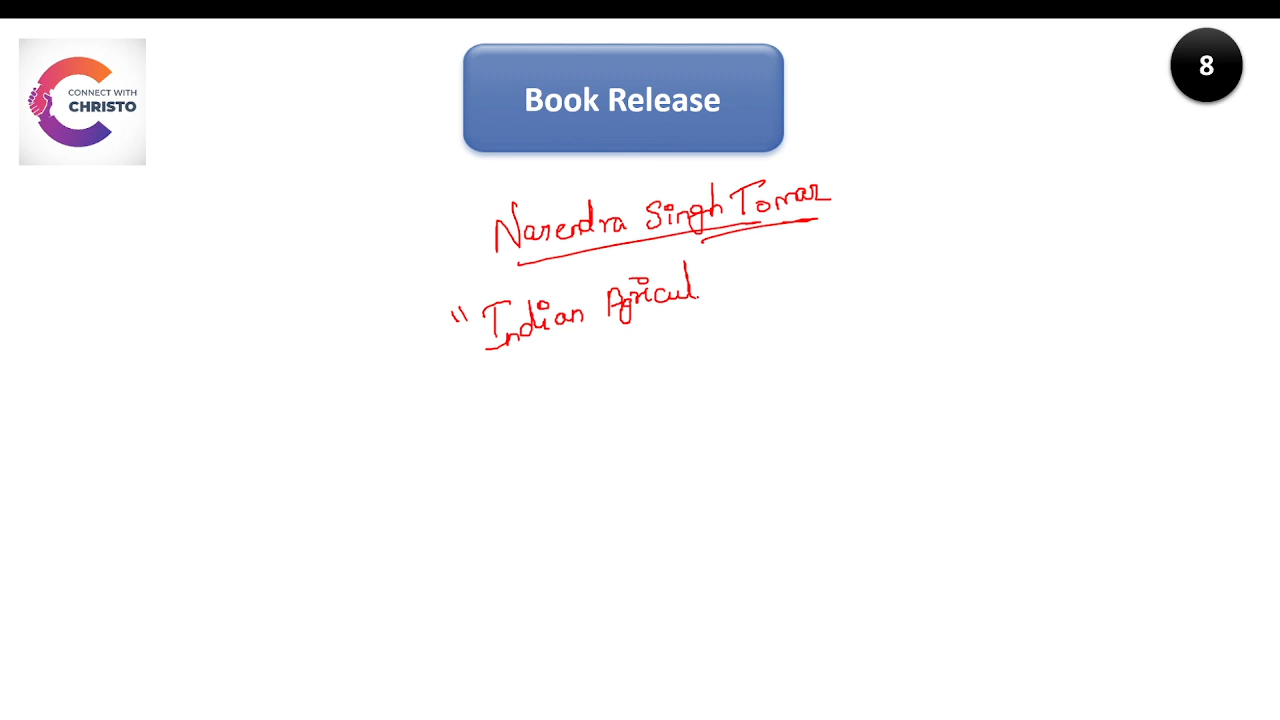 CONNECT WITH
CHRISTO
Book Release
8
Narendra Singh Tomar
" Indian Agricul